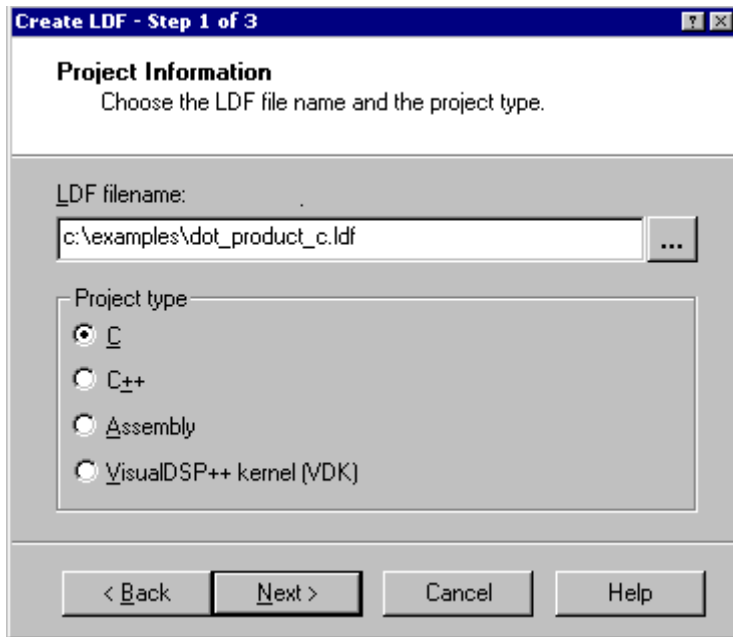 Create LDF - Step 1 of 3
Project Information
Choose the LDF file name and the project type.
LDF filename:
c:\examples\dot_product_c.ldf
...
Project type
C
C++
Assembly
VisualDSP++ kernel (VDK)
< Back Next > Cancel Help